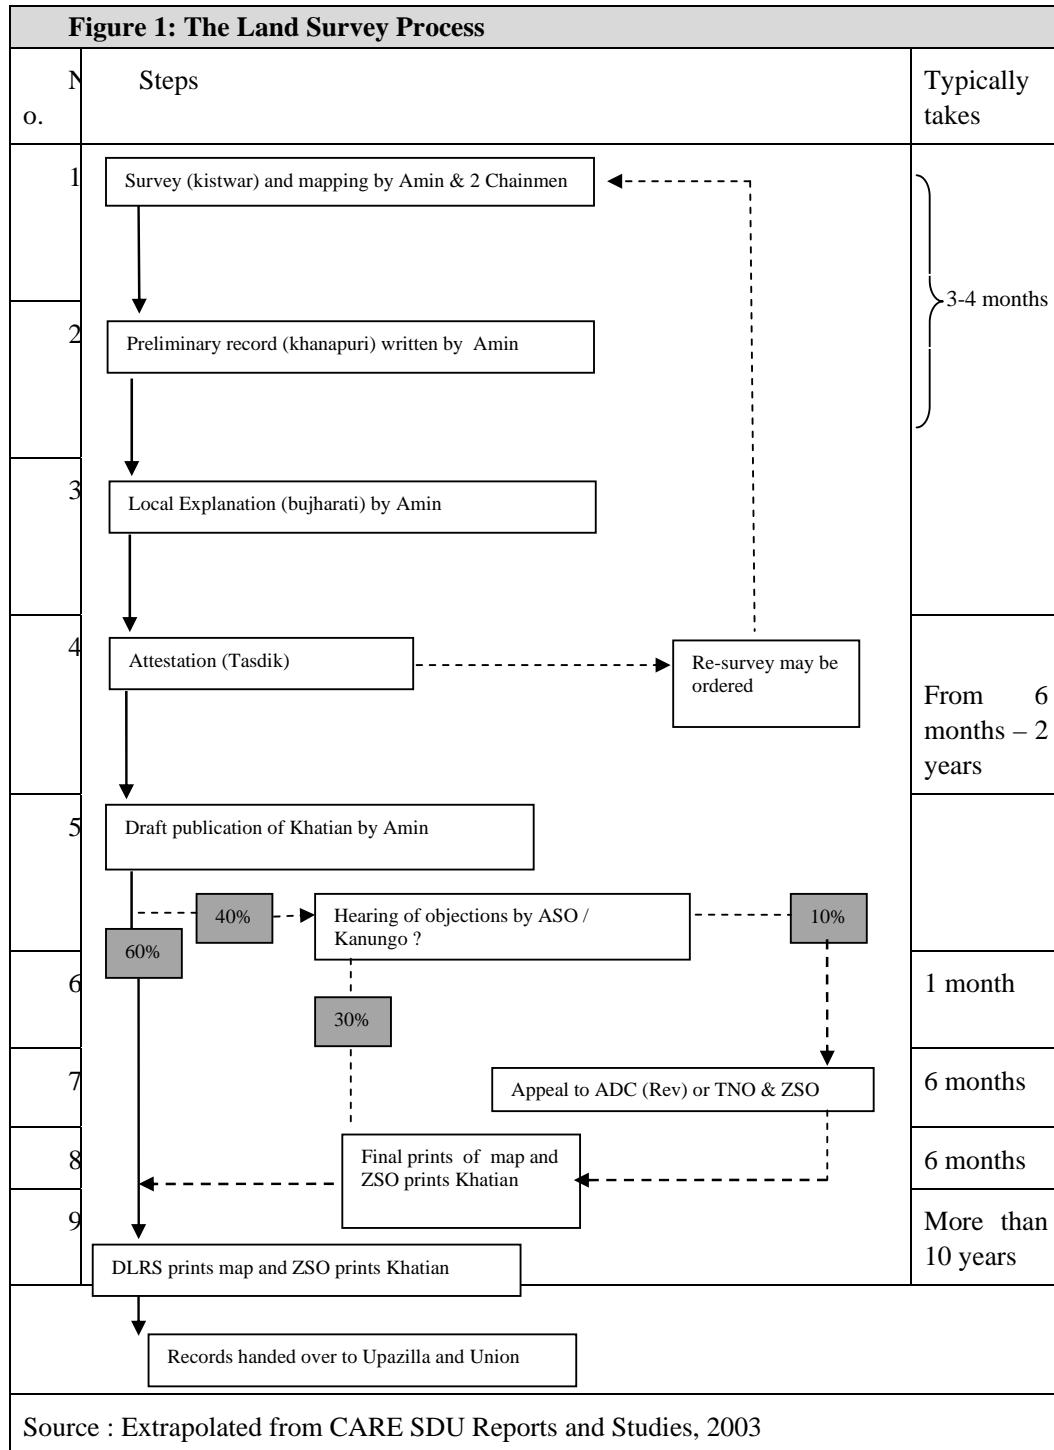 Figure 1: The Land Survey Process
N
o.
Steps
Typically
takes
1
Survey (kistwar) and mapping by Amin & 2 Chainmen
3-4 months
2
Preliminary record (khanapuri) written by Amin
3
Local Explanation (bujharati) by Amin
4
Attestation (Tasdik)
Re-survey may be
ordered
From 6
months – 2
years
5
Draft publication of Khatian by Amin
40%
Hearing of objections by ASO /
Kanungo ?
10%
60%
6
1 month
30%
7
Appeal to ADC (Rev) or TNO & ZSO
6 months
8
Final prints of map and
ZSO prints Khatian
6 months
9
More than
10 years
DLRS prints map and ZSO prints Khatian
Records handed over to Upazilla and Union
Source : Extrapolated from CARE SDU Reports and Studies, 2003